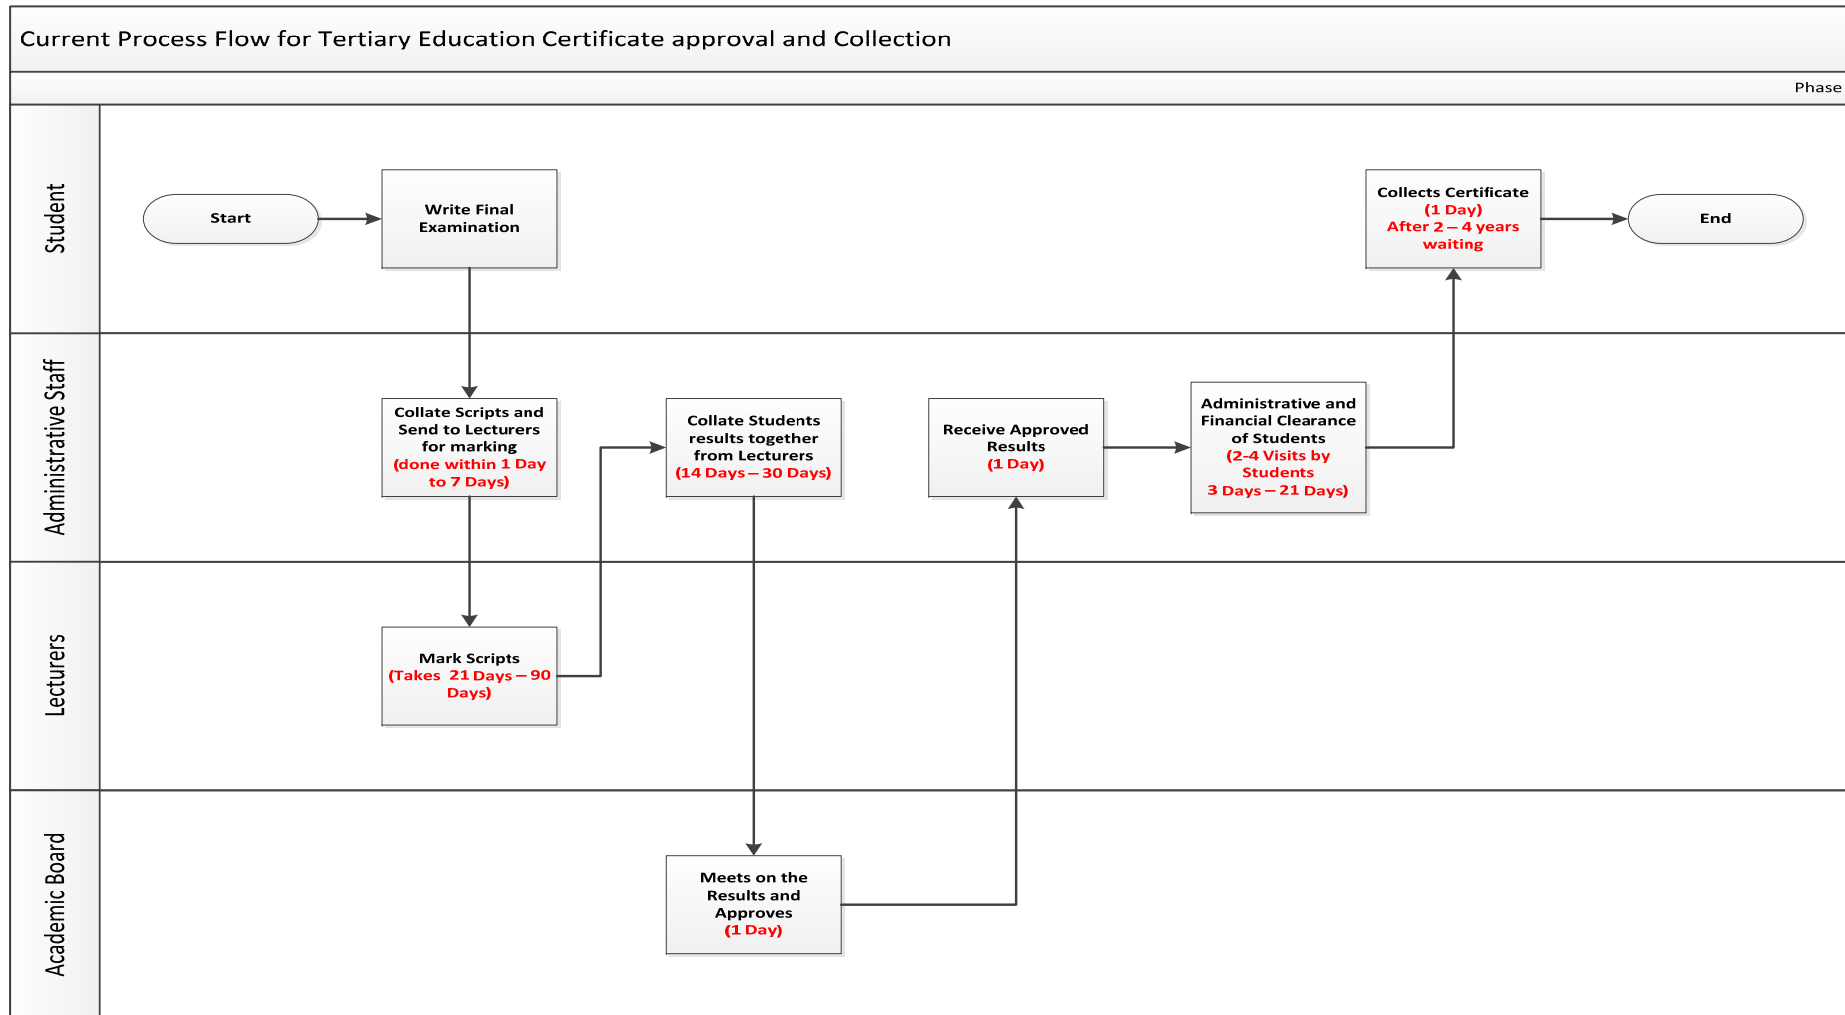 Current Process Flow for Tertiary Education Certificate approval and Collection
Phase
Student
Start
Write Final
Examination
Collects Certificate
(1 Day)
After 2 – 4 years
waiting
End
Administrative Staff
Collate Scripts and
Send to Lecturers
for marking
(done within 1 Day
to 7 Days)
Collate Students
results together
from Lecturers
(14 Days – 30 Days)
Receive Approved
Results
(1 Day)
Administrative and
Financial Clearance
of Students
(2-4 Visits by
Students
3 Days – 21 Days)
Lecturers
Mark Scripts
(Takes  21 Days – 90
Days)
Academic Board
Meets on the
Results and
Approves
(1 Day)